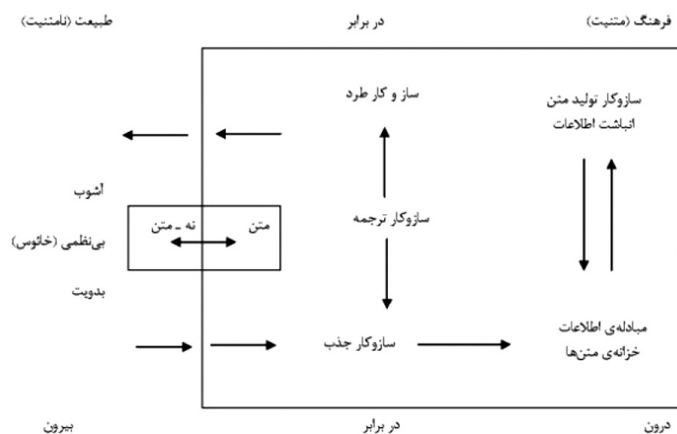 فرهنگ (متنیت)
در برابر
طبیعت (نامتنیت)
سازوکار تولید متن
انباشت اطلاعات
ساز و کار طرد
آشوب
سازوکار ترجمه
متن
نه ـ متن
بی‌نظمی (خائوس)
بدویت
مبادله‌ی اطلاعات
خزانه‌ی متن‌ها
سازوکار جذب
درون
در برابر
بیرون